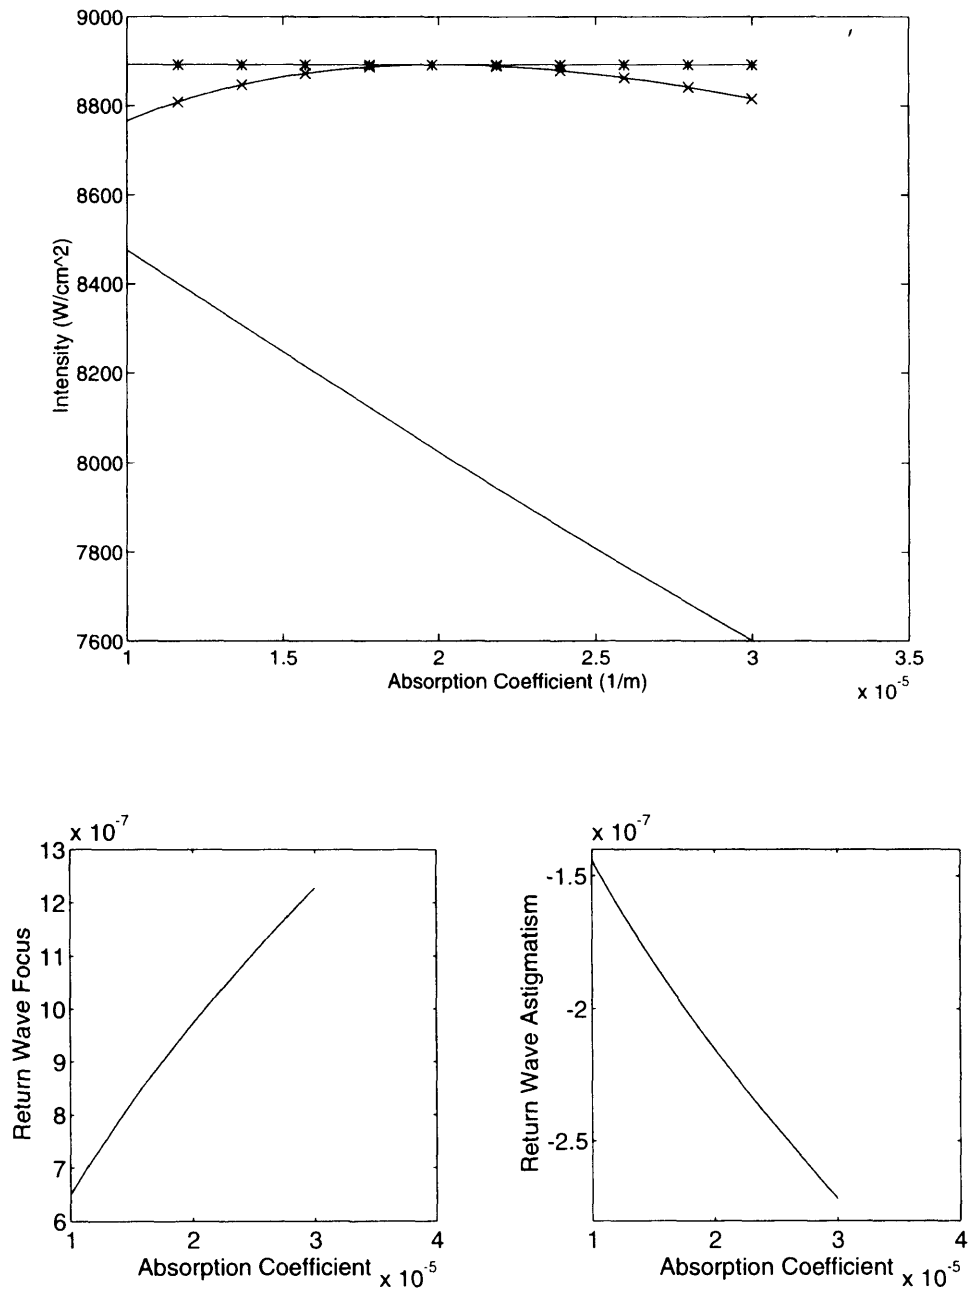 9000
8800
8600
8400
8200
8000
7800
7600
Intensity (W/cm^2)
1 1.5 2 2.5 3 3.5
Absorption Coefficient (1/m)
x 10-5
x 10-7
13
12
11
10
9
8
7
6
Return Wave Focus
1 2 3 4
Absorption Coefficient
x 10-5
x 10-7
-1.5
-2
-2.5
Return Wave Astigmatism
1 2 3 4
Absorption Coefficient
x 10-5